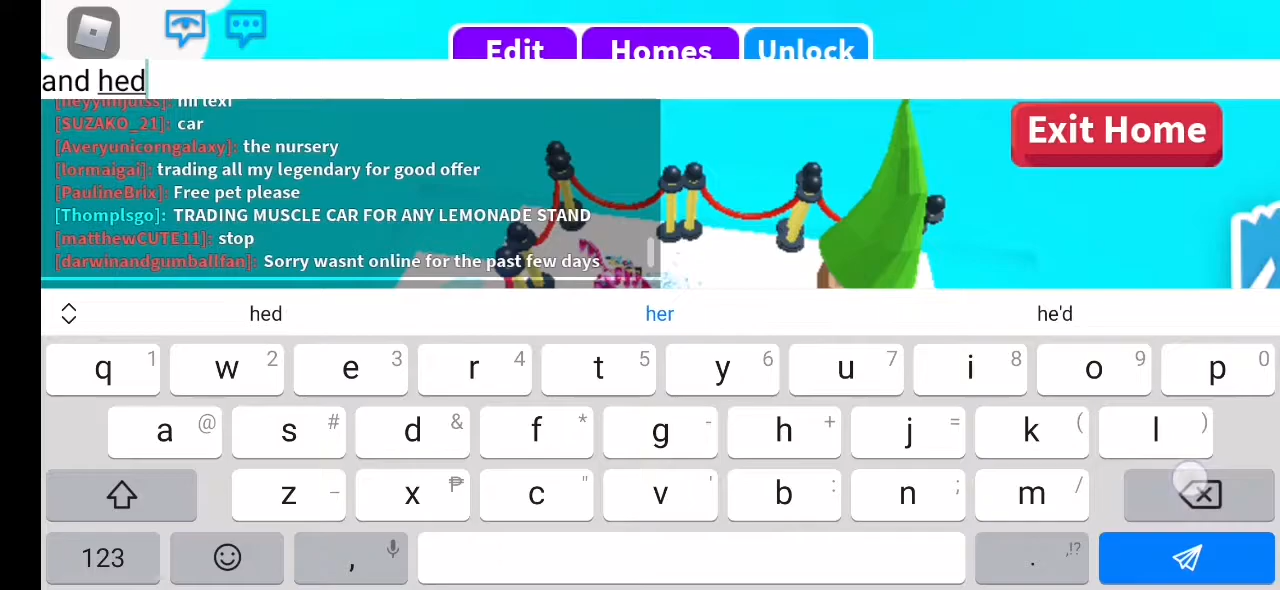 Edit Homes Unlock
and hed
[heyyimjutss]: hii lexi
[SUZAKO_21]: car
[Averyunicorngalaxy]: the nursery
[lormaigai]: trading all my legendary for good offer
[PaulineBrix]: Free pet please
[Thomplsgo]: TRADING MUSCLE CAR FOR ANY LEMONADE STAND
[matthewCUTE11]: stop
[darwinandgumballfan]: Sorry wasnt online for the past few days
Exit Home
hed her he'd
q 1 w 2 e 3 r 4 t 5 y 6 u 7 i 8 o 9 p 0
a @ s # d & f * g - h + j = k ( l )
z _ x ₱ c " v ' b : n ; m /
123 , . ,!?